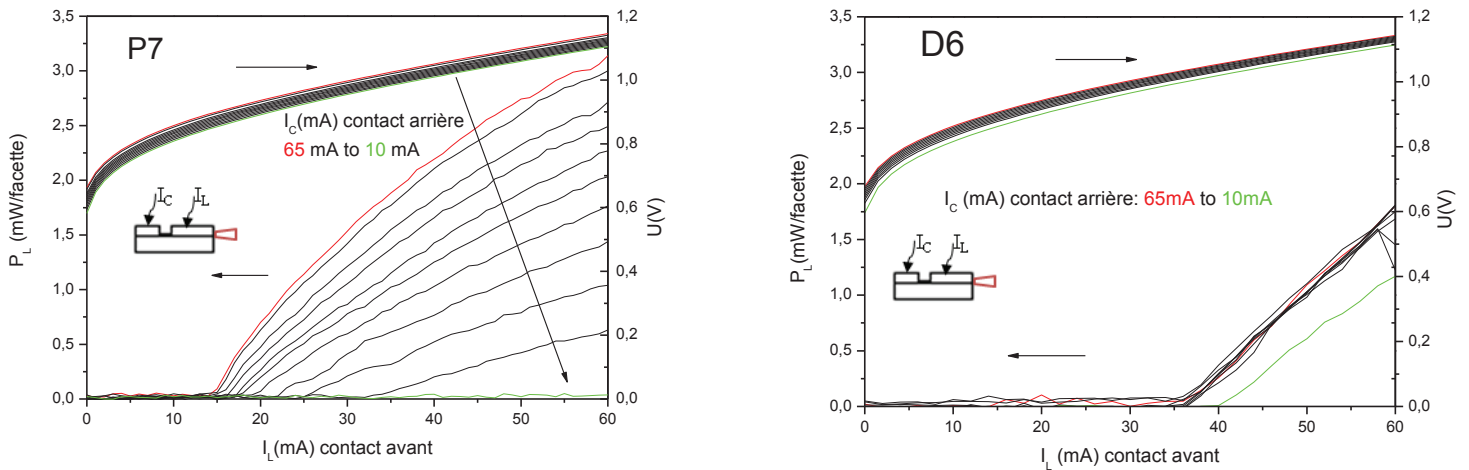 P7
I_C(mA) contact arrière
65 mA to 10 mA
I_C I_L
P_L (mW/facette)
3,5
3,0
2,5
2,0
1,5
1,0
0,5
0,0
U(V)
1,2
1,0
0,8
0,6
0,4
0,2
0,0
0 10 20 30 40 50 60
I_L(mA) contact avant
D6
I_C (mA) contact arrière: 65mA to 10mA
I_C I_L
P_L (mW/facette)
3,5
3,0
2,5
2,0
1,5
1,0
0,5
0,0
U(V)
1,2
1,0
0,8
0,6
0,4
0,2
0,0
0 10 20 30 40 50 60
I_L (mA) contact avant